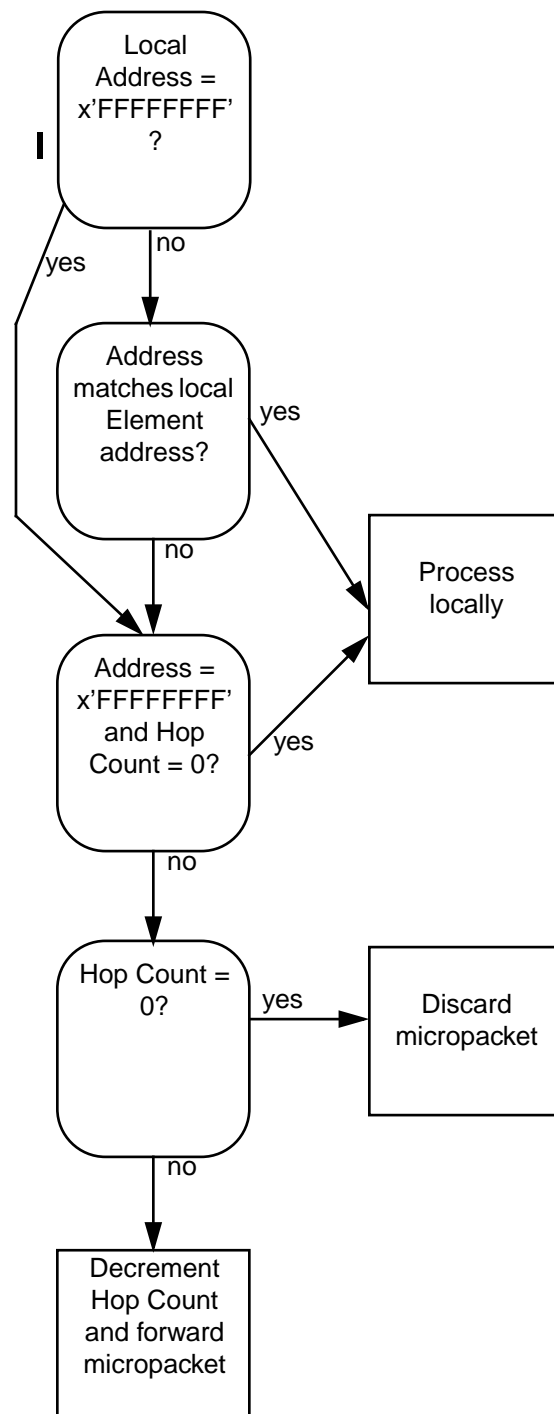 Local
Address =
x’FFFFFFFF’
?
yes
no
Address
matches local
Element
address?
yes
no
Process
locally
Address =
x’FFFFFFFF’
and Hop
Count = 0?
yes
no
Hop Count =
0?
yes
Discard
micropacket
no
Decrement
Hop Count
and forward
micropacket